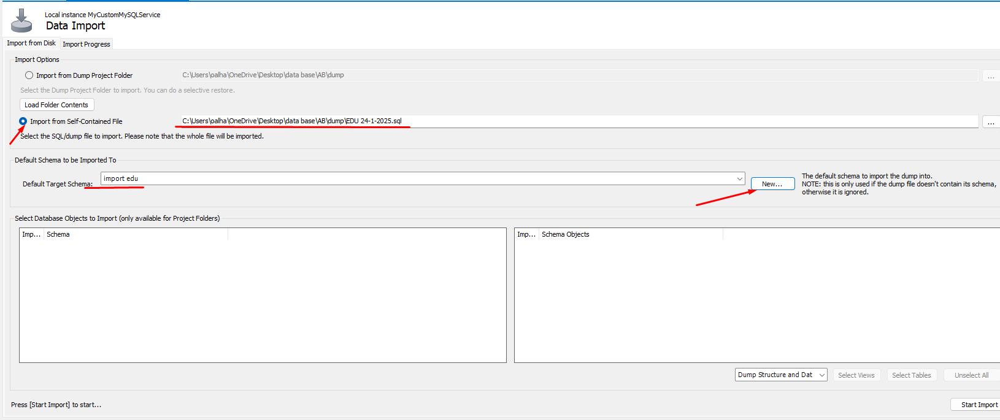 Local instance MyCustomMySQLService
Data Import
Import from Disk Import Progress
Import Options
Import from Dump Project Folder C:\Users\oalha\OneDrive\Desktop\data base\AB\dump ...
Select the Dump Project Folder to import. You can do a selective restore.
Load Folder Contents
Import from Self-Contained File C:\Users\oalha\OneDrive\Desktop\data base\AB\dump\EDU 24-1-2025.sql ...
Select the SQL/dump file to import. Please note that the whole file will be imported.
Default Schema to be Imported To
Default Target Schema: import edu New... The default schema to import the dump into.
NOTE: this is only used if the dump file doesn't contain its schema,
otherwise it is ignored.
Select Database Objects to Import (only available for Project Folders)
Imp... Schema Imp... Schema Objects
Dump Structure and Dat Select Views Select Tables Unselect All
Press [Start Import] to start... Start Import